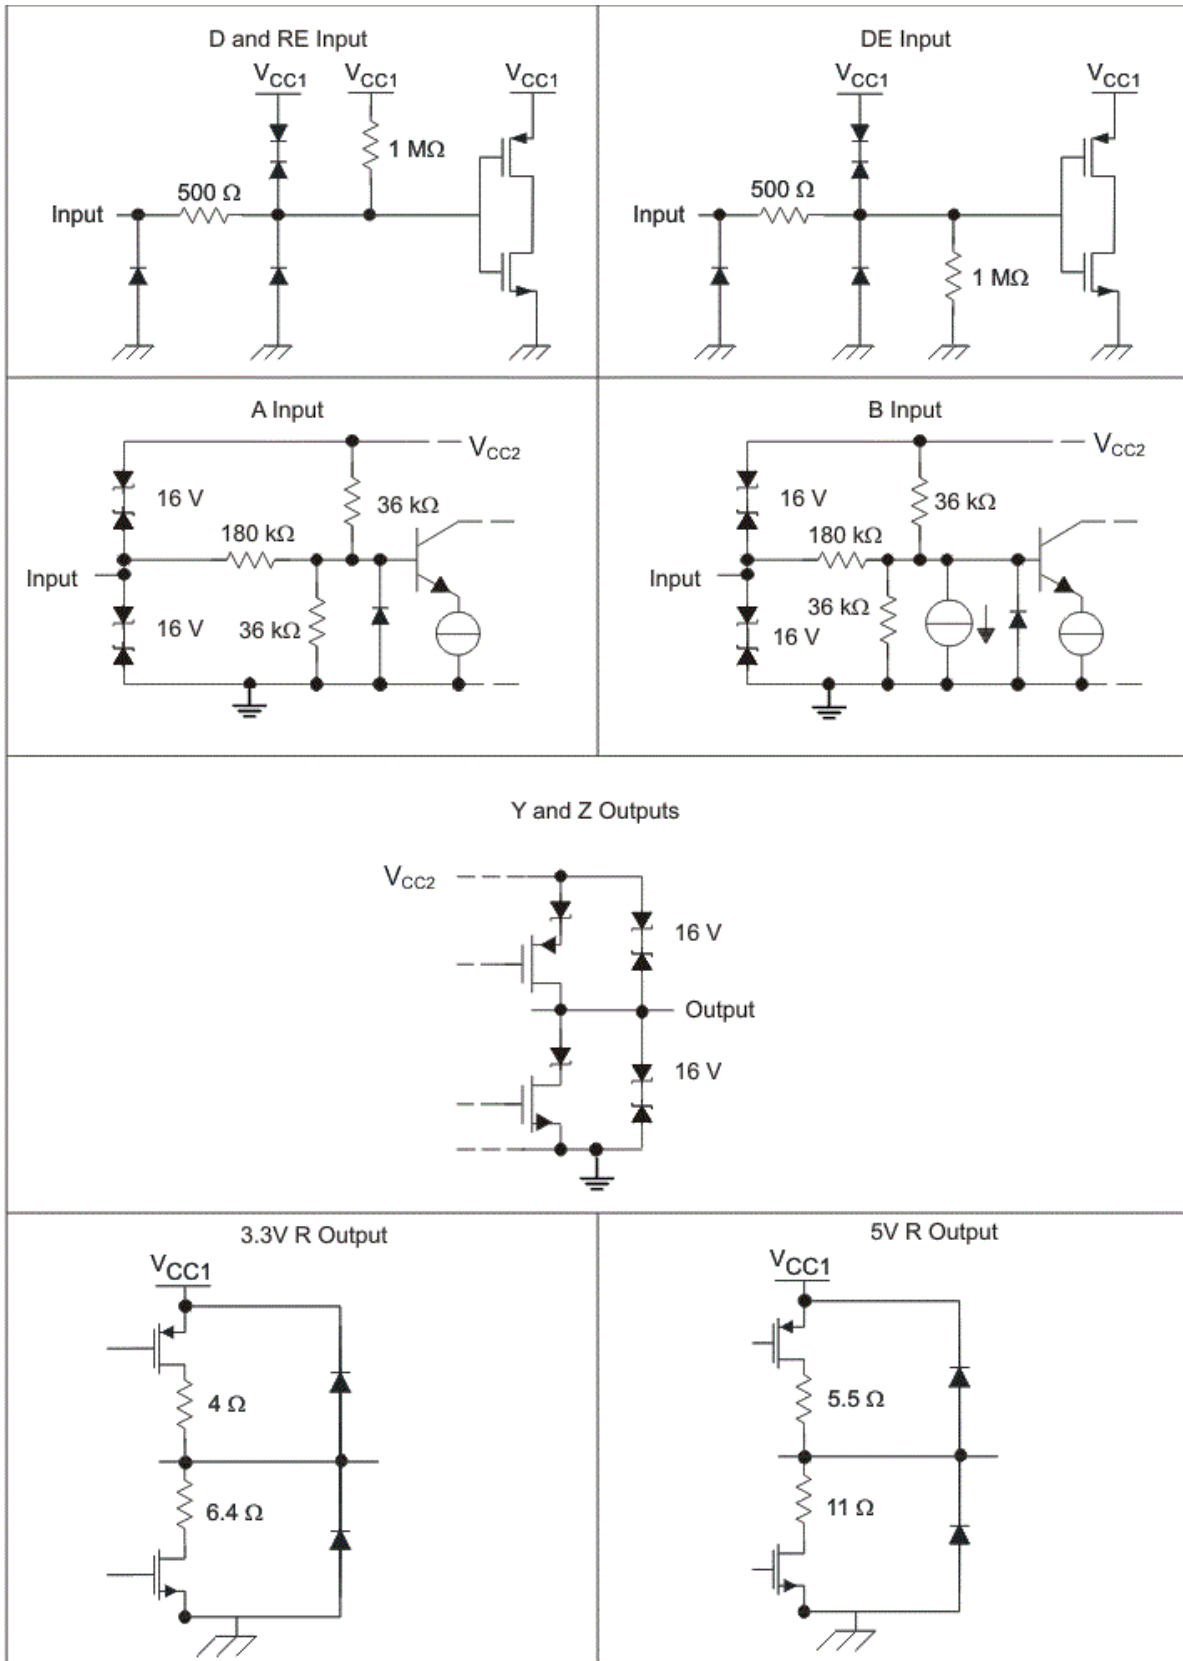 D and RE Input
VCC1
VCC1
VCC1
1 MΩ
500 Ω
Input
DE Input
VCC1
VCC1
500 Ω
Input
1 MΩ
A Input
VCC2
16 V
36 kΩ
180 kΩ
Input
16 V
36 kΩ
B Input
VCC2
16 V
36 kΩ
180 kΩ
Input
36 kΩ
16 V
Y and Z Outputs
VCC2
16 V
Output
16 V
3.3V R Output
VCC1
4 Ω
6.4 Ω
5V R Output
VCC1
5.5 Ω
11 Ω